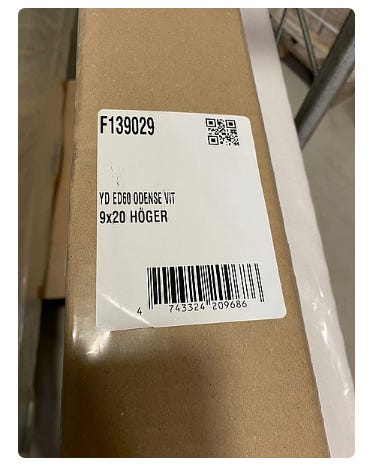 F139029
YD ED60 ODENSE VIT
9x20 HÖGER
4 743324 209686